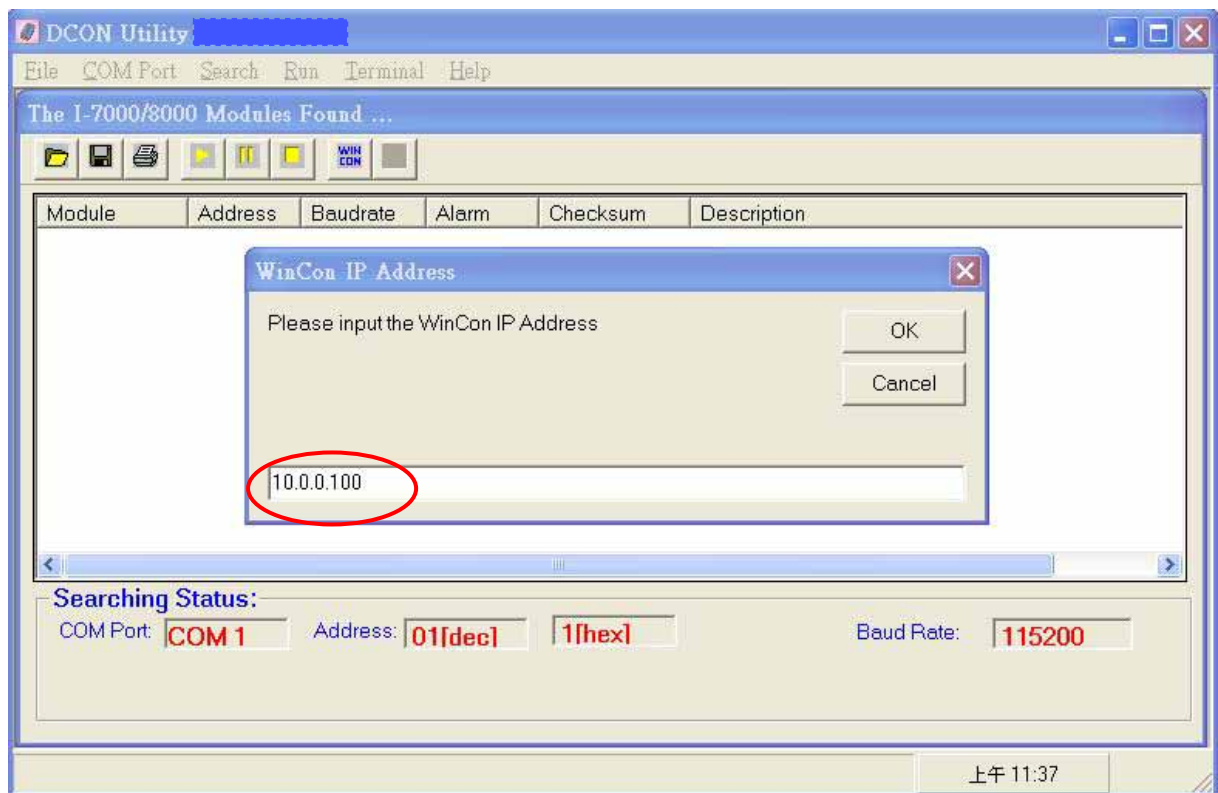 DCON Utility
File COM Port Search Run Terminal Help
The I-7000/8000 Modules Found ...
WIN CON
Module Address Baudrate Alarm Checksum Description
WinCon IP Address
Please input the WinCon IP Address
OK
Cancel
10.0.0.100
Searching Status:
COM Port: COM 1 Address: 01[dec] 1[hex] Baud Rate: 115200
上午 11:37